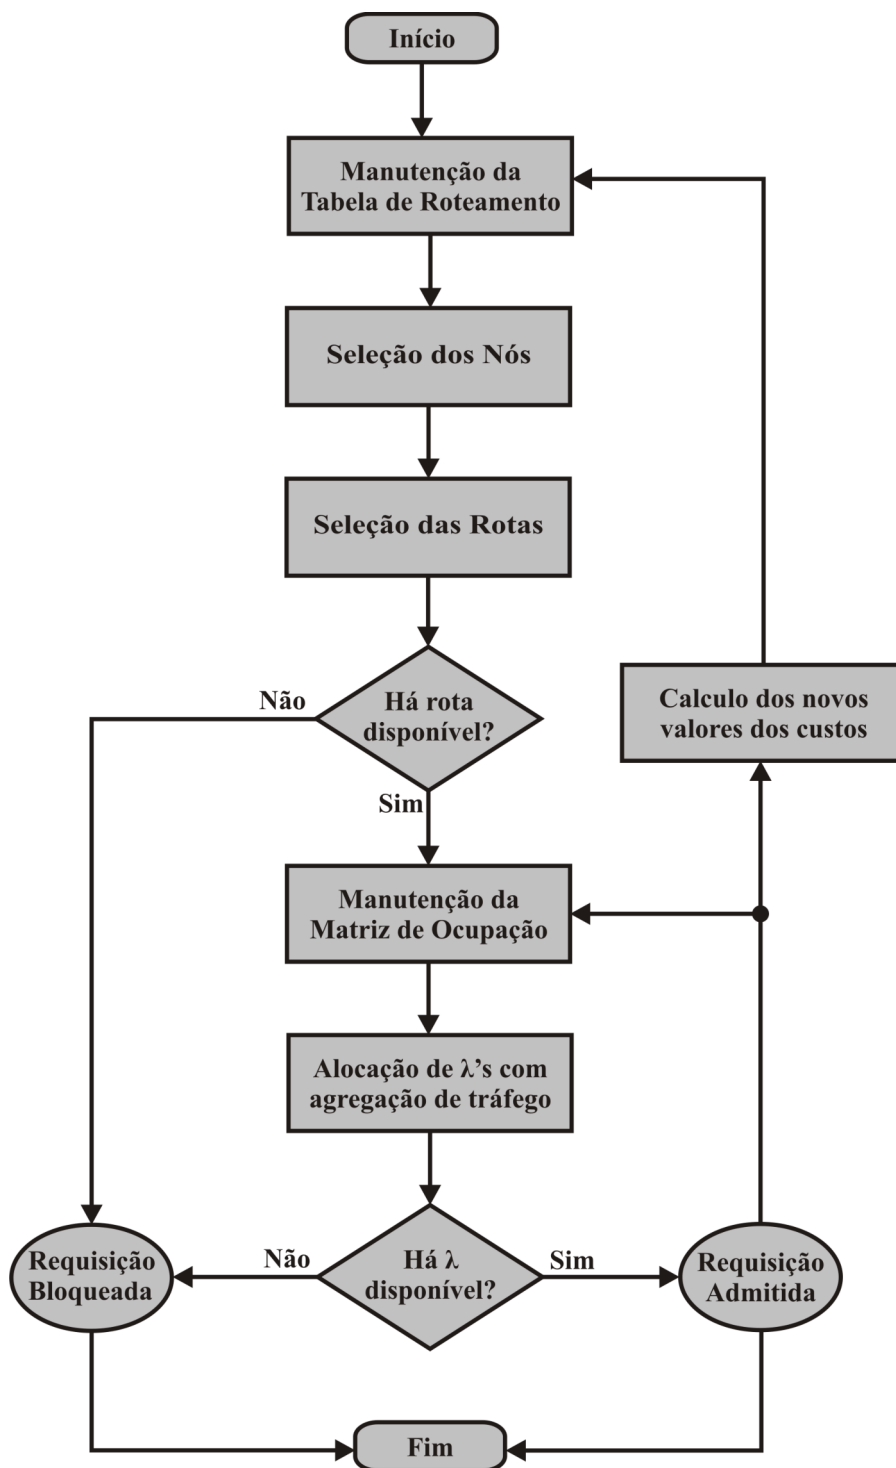 Início
Manutenção da
Tabela de Roteamento
Seleção dos Nós
Seleção das Rotas
Não
Há rota
disponível?
Calculo dos novos
valores dos custos
Sim
Manutenção da
Matriz de Ocupação
Alocação de λ's com
agregação de tráfego
Requisição
Bloqueada
Não
Há λ
disponível?
Sim
Requisição
Admitida
Fim